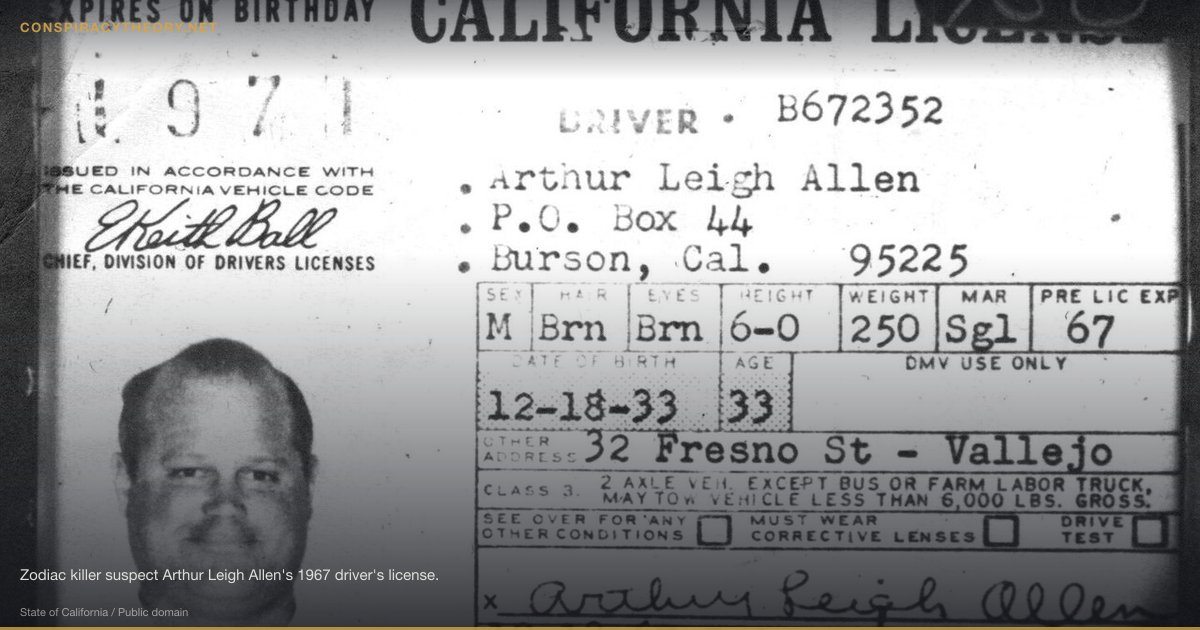 EXPIRES ON BIRTHDAY
CALIFORNIA LICENSE
CONSPIRACYTHEORY.NET
1971
DRIVER · B672352
ISSUED IN ACCORDANCE WITH
THE CALIFORNIA VEHICLE CODE
E Keith Ball
CHIEF, DIVISION OF DRIVERS LICENSES
Arthur Leigh Allen
P.O. Box 44
Burson, Cal. 95225
SEX HAIR EYES HEIGHT WEIGHT MAR PRE LIC EXP
M Brn Brn 6-0 250 Sgl 67
DATE OF BIRTH AGE DMV USE ONLY
12-18-33 33
OTHER
ADDRESS 32 Fresno St - Vallejo
CLASS 3. 2 AXLE VEH. EXCEPT BUS OR FARM LABOR TRUCK.
MAY TOW VEHICLE LESS THAN 6,000 LBS. GROSS.
SEE OVER FOR ANY
OTHER CONDITIONS
MUST WEAR
CORRECTIVE LENSES
DRIVE
TEST
x Arthur Leigh Allen
Zodiac killer suspect Arthur Leigh Allen's 1967 driver's license.
State of California / Public domain